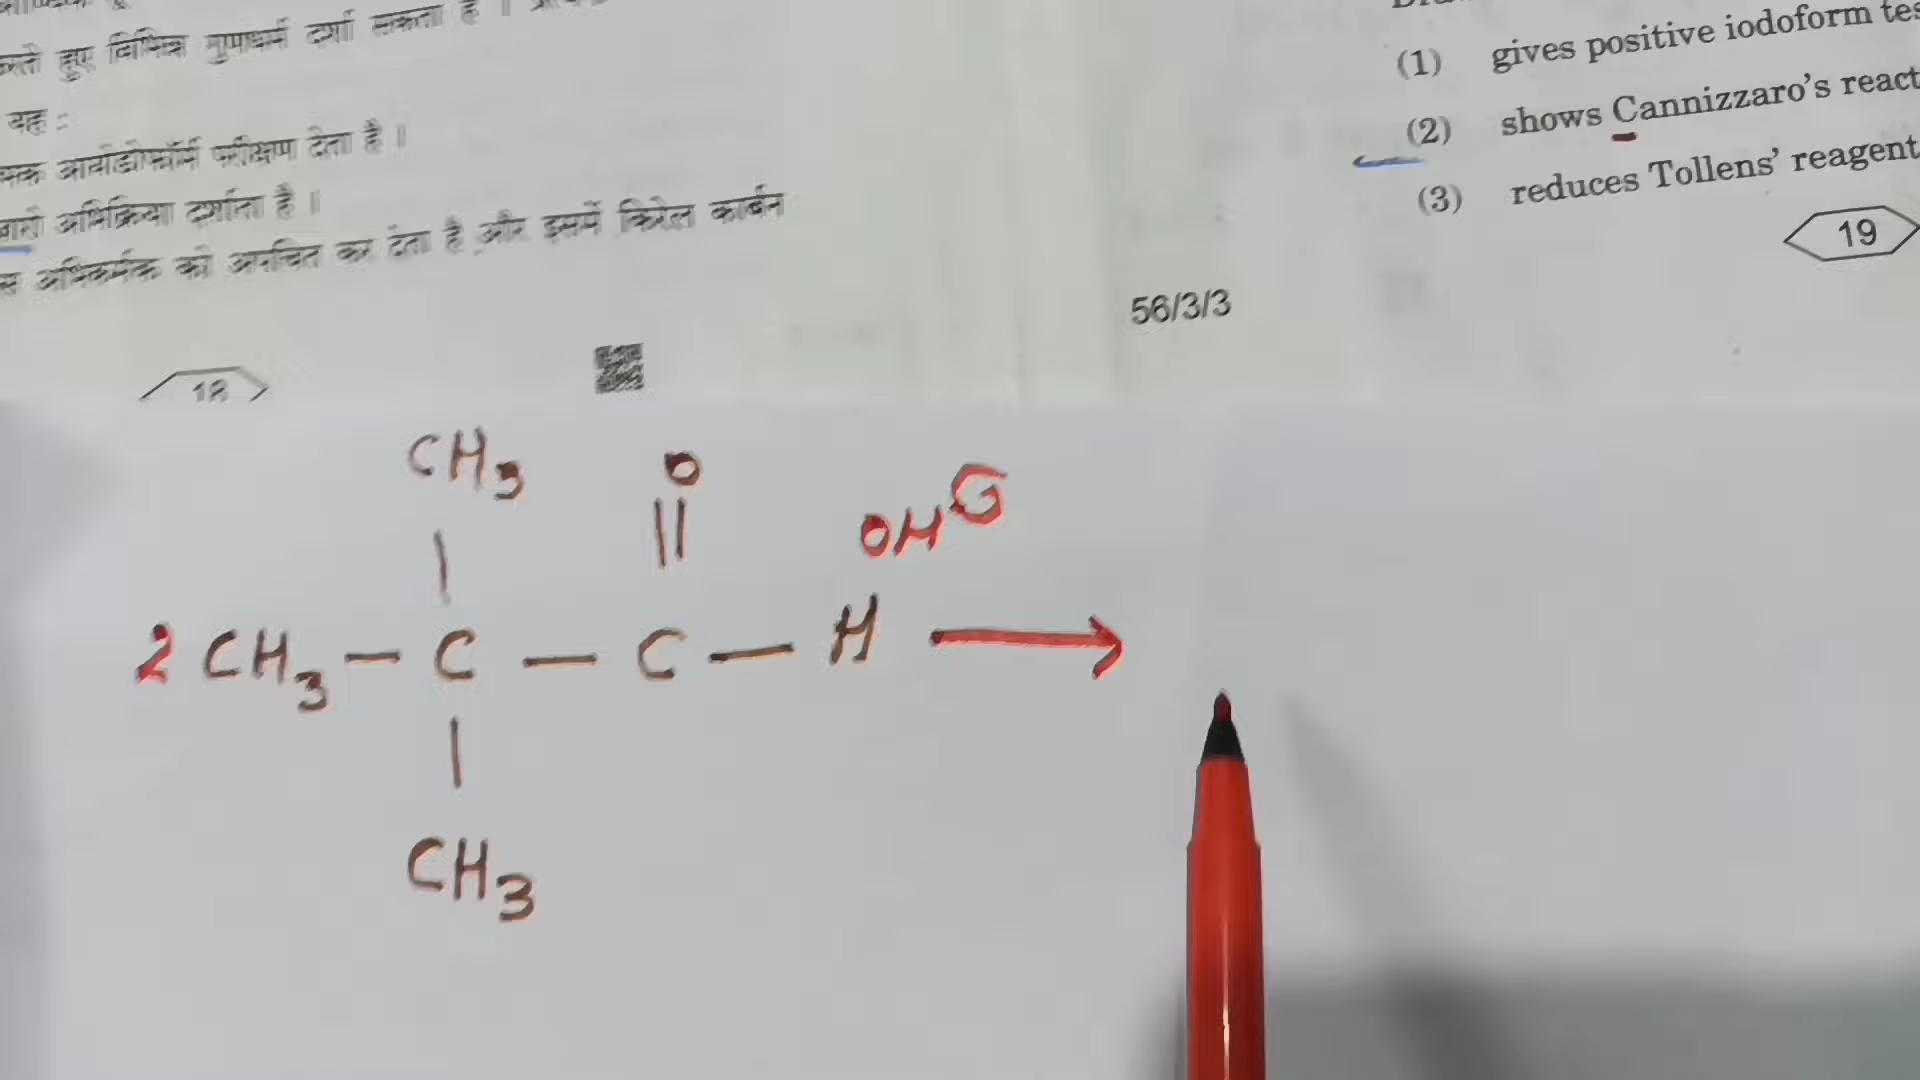 हुए विभिन्न गुणधर्म दर्शा सकता है ।
यह :
आयोडोफॉर्म परीक्षण देता है ।
अभिक्रिया दर्शाता है ।
अभिकर्मक को अपचित कर देता है और इसमें किरेल कार्बन
18
(1) gives positive iodoform tes
(2) shows Cannizzaro's react
(3) reduces Tollens' reagent
19
56/3/3
CH3 O
|| OH⊖
2 CH3 — C — C — H →
CH3